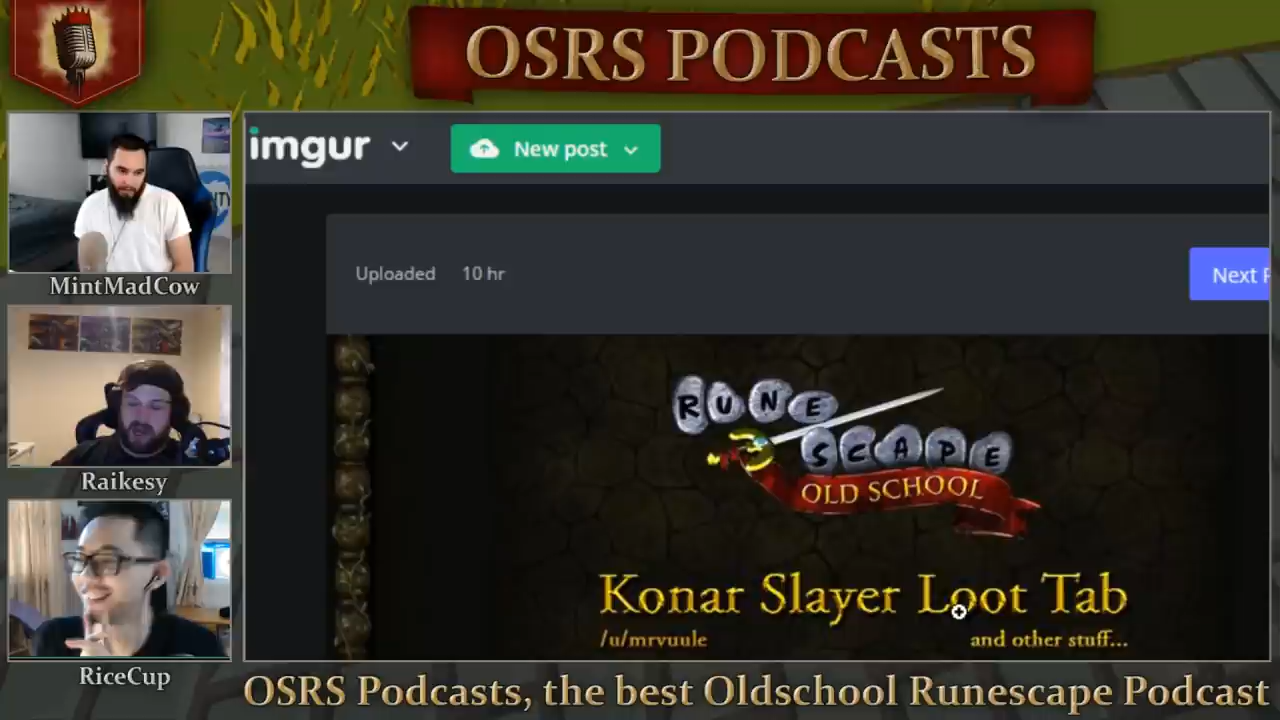 OSRS PODCASTS
imgur
New post
Uploaded 10 hr
Next
RUNE
SCAPE
OLD SCHOOL
Konar Slayer Loot Tab
/u/mrvuule and other stuff...
MintMadCow
Raikesy
RiceCup
OSRS Podcasts, the best Oldschool Runescape Podcast